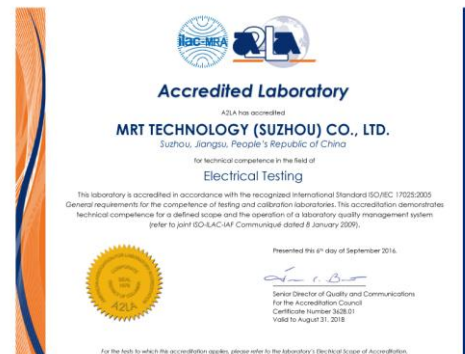 ilac-MRA
A2LA
Accredited Laboratory
A2LA has accredited
MRT TECHNOLOGY (SUZHOU) CO., LTD.
Suzhou, Jiangsu, People's Republic of China
for technical competence in the field of
Electrical Testing
This laboratory is accredited in accordance with the recognized International Standard ISO/IEC 17025:2005
General requirements for the competence of testing and calibration laboratories. This accreditation demonstrates
technical competence for a defined scope and the operation of a laboratory quality management system
(refer to joint ISO-ILAC-IAF Communiqué dated 8 January 2009).
Presented this 6th day of September 2016.
Senior Director of Quality and Communications
For the Accreditation Council
Certificate Number 3628.01
Valid to August 31, 2018
CORPORATE
SEAL
A2LA
For the tests to which this accreditation applies, please refer to the laboratory's Electrical Scope of Accreditation.